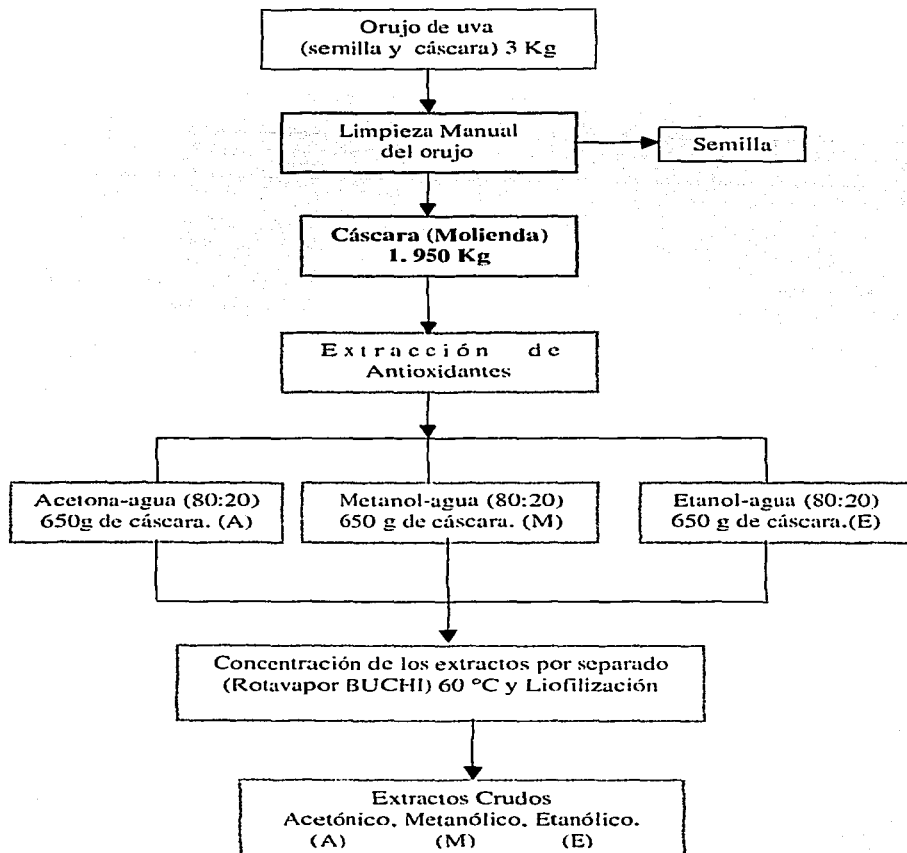 Orujo de uva
(semilla y cáscara) 3 Kg
Limpieza Manual
del orujo
Semilla
Cáscara (Molienda)
1. 950 Kg
Extracción de
Antioxidantes
Acetona-agua (80:20)
650g de cáscara. (A)
Metanol-agua (80:20)
650 g de cáscara. (M)
Etanol-agua (80:20)
650 g de cáscara.(E)
Concentración de los extractos por separado
(Rotavapor BUCHI) 60 °C y Liofilización
Extractos Crudos
Acetónico, Metanólico, Etanólico.
(A) (M) (E)